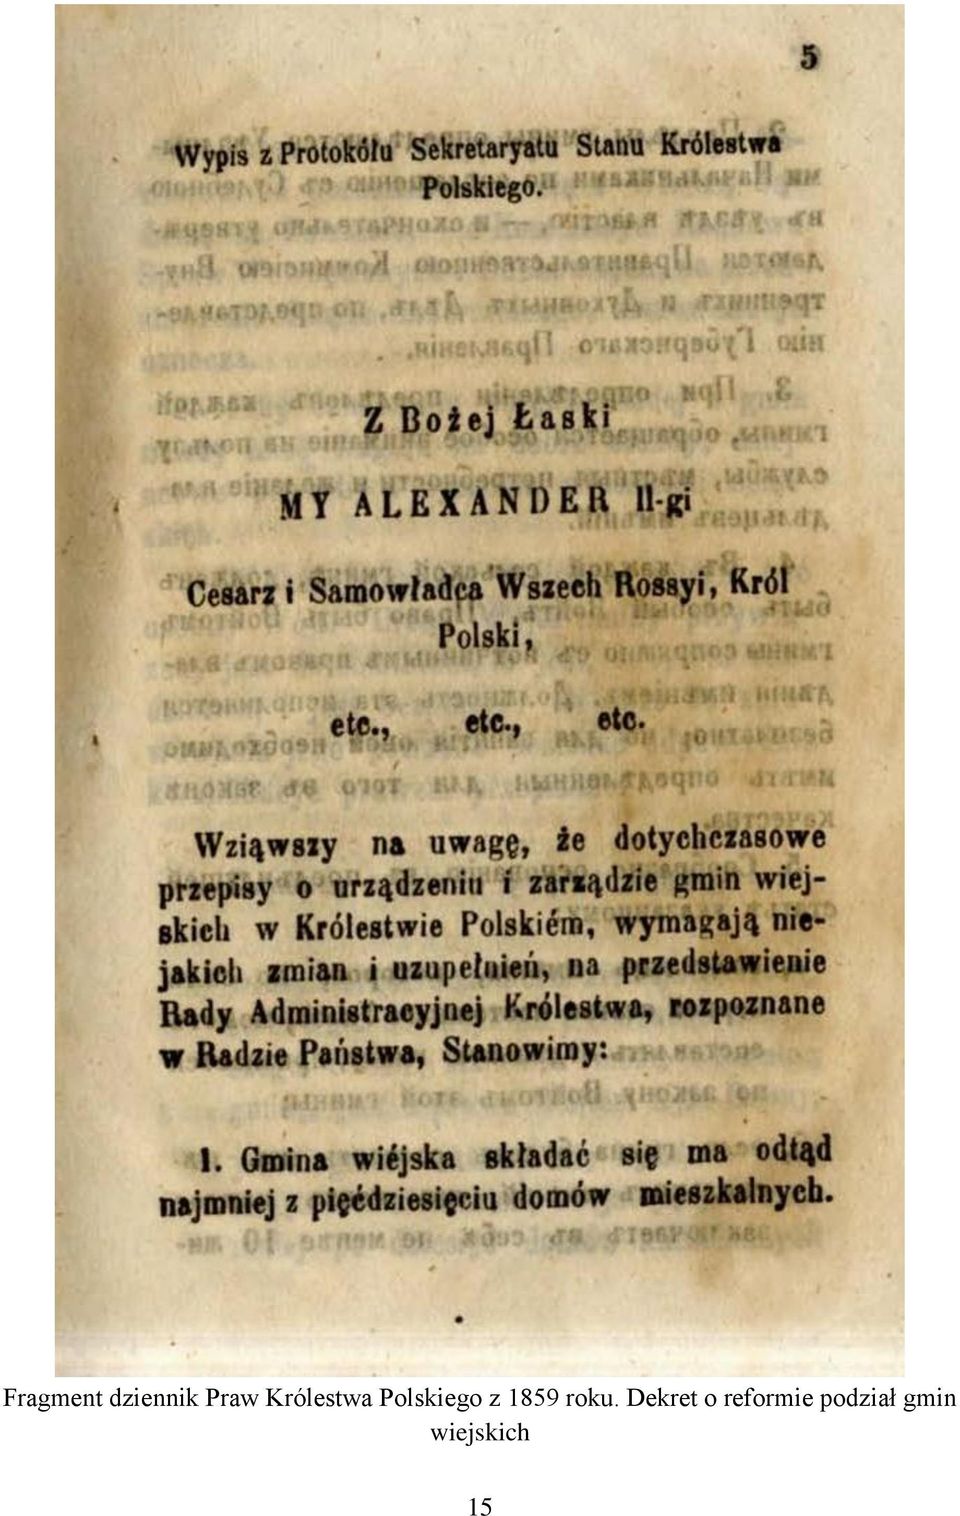 5
Wypis z Protokółu Sekretaryatu Stanu Królestwa
Polskiego.
Z Bożej Łaski
MY ALEXANDER II-gi
Cesarz i Samowładca Wszech Rossyi, Król
Polski,
etc., etc., etc.
Wziąwszy na uwagę, że dotychczasowe
przepisy o urządzeniu i zarządzie gmin wiej-
skich w Królestwie Polskiém, wymagają nie-
jakich zmian i uzupełnień, na przedstawienie
Rady Administracyjnej Królestwa, rozpoznane
w Radzie Państwa, Stanowimy:
1. Gmina wiéjska składać się ma odtąd
najmniej z pięćdziesięciu domów mieszkalnych.
Fragment dziennik Praw Królestwa Polskiego z 1859 roku. Dekret o reformie podział gmin
wiejskich
15